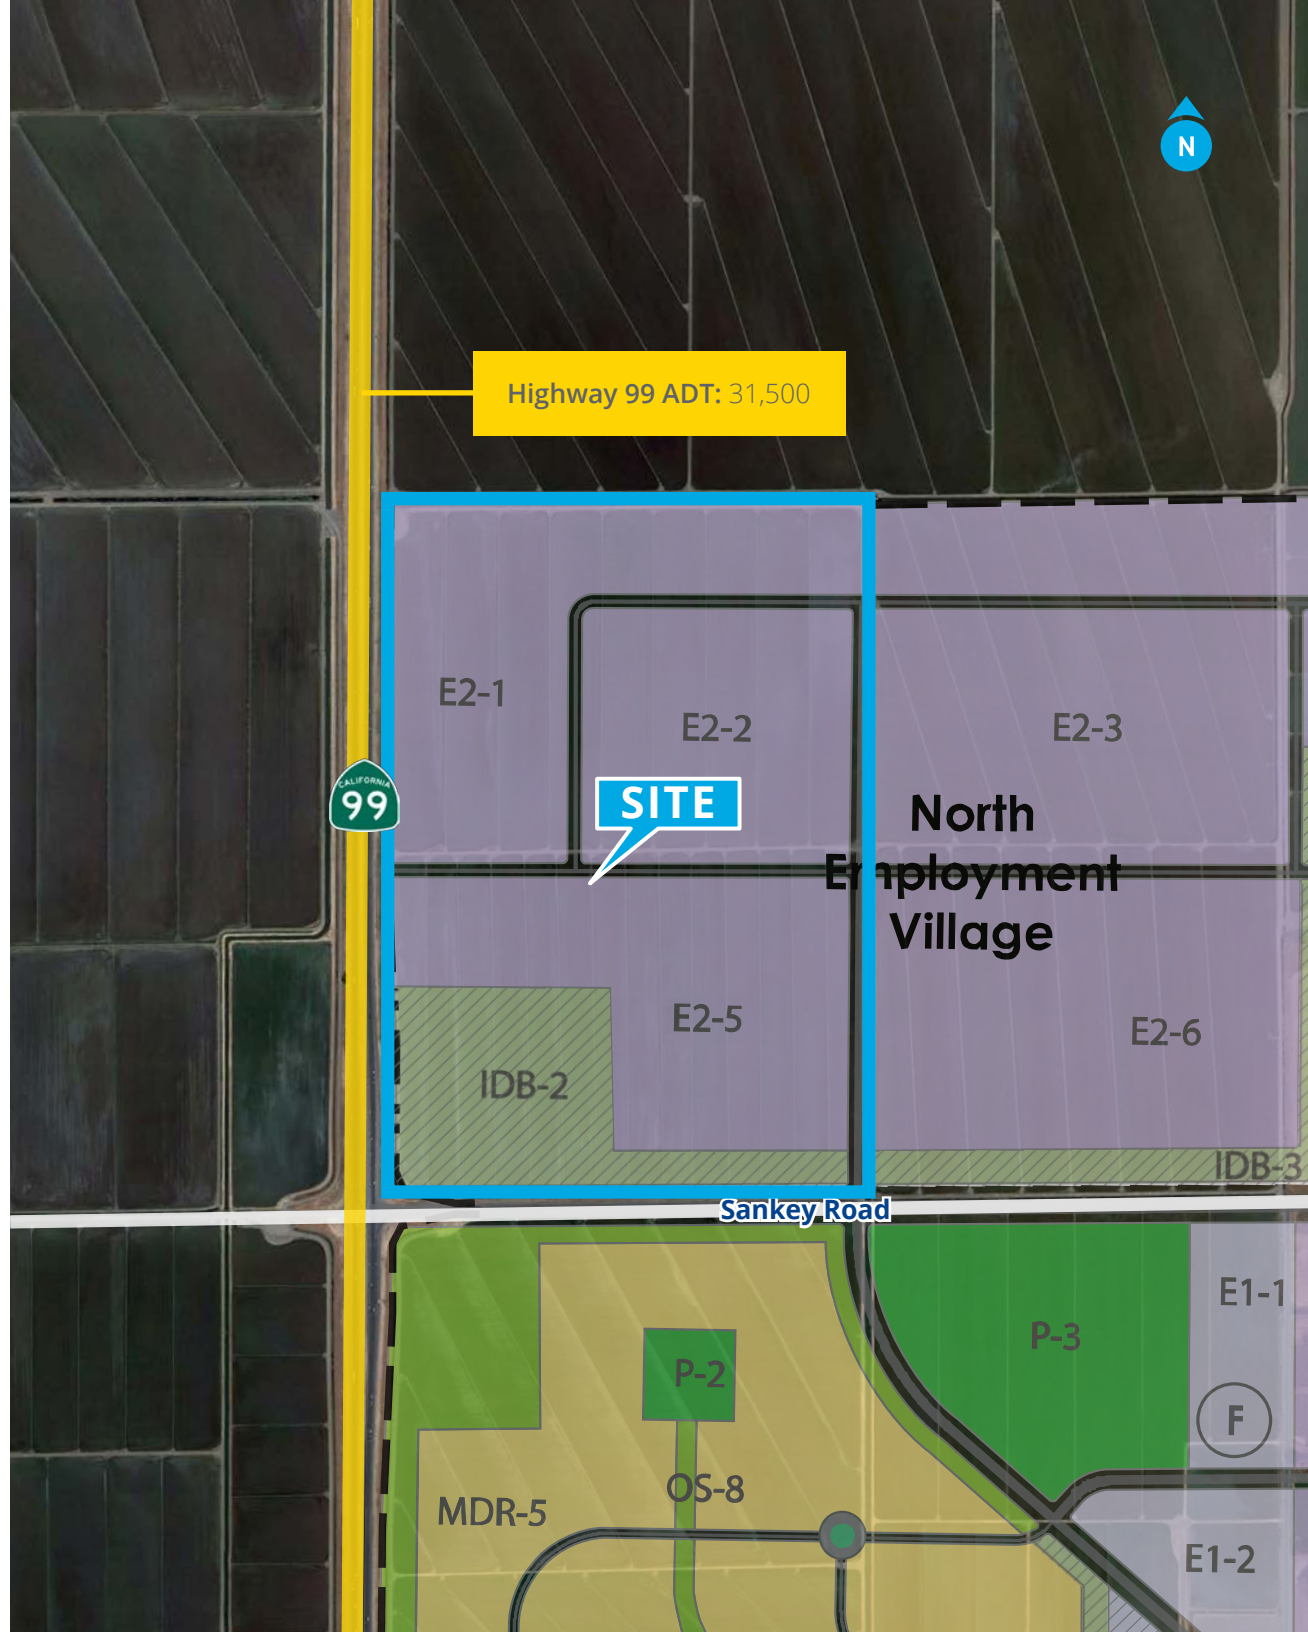 N
Highway 99 ADT: 31,500
E2-1
E2-2
E2-3
CALIFORNIA
99
SITE
North
Employment
Village
E2-5
E2-6
IDB-2
IDB-3
Sankey Road
E1-1
P-3
P-2
F
OS-8
MDR-5
E1-2